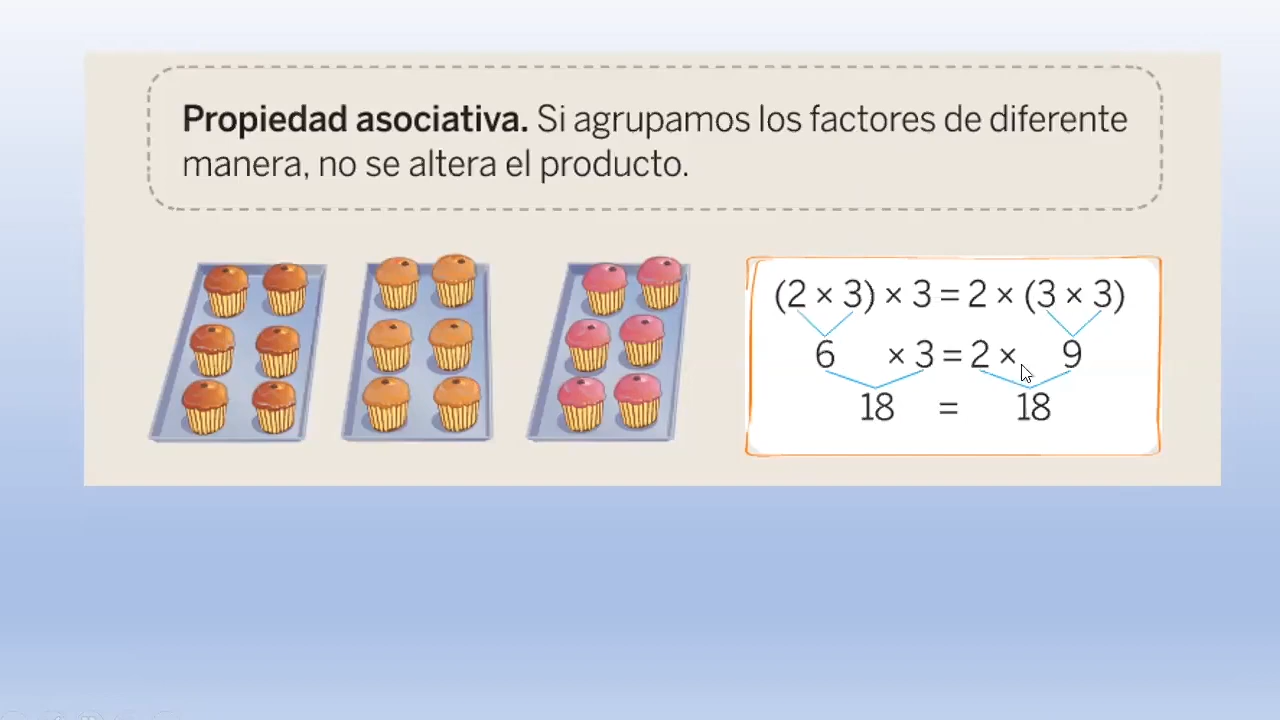 Propiedad asociativa. Si agrupamos los factores de diferente
manera, no se altera el producto.
(2 × 3) × 3 = 2 × (3 × 3)
6 × 3 = 2 × 9
18 = 18